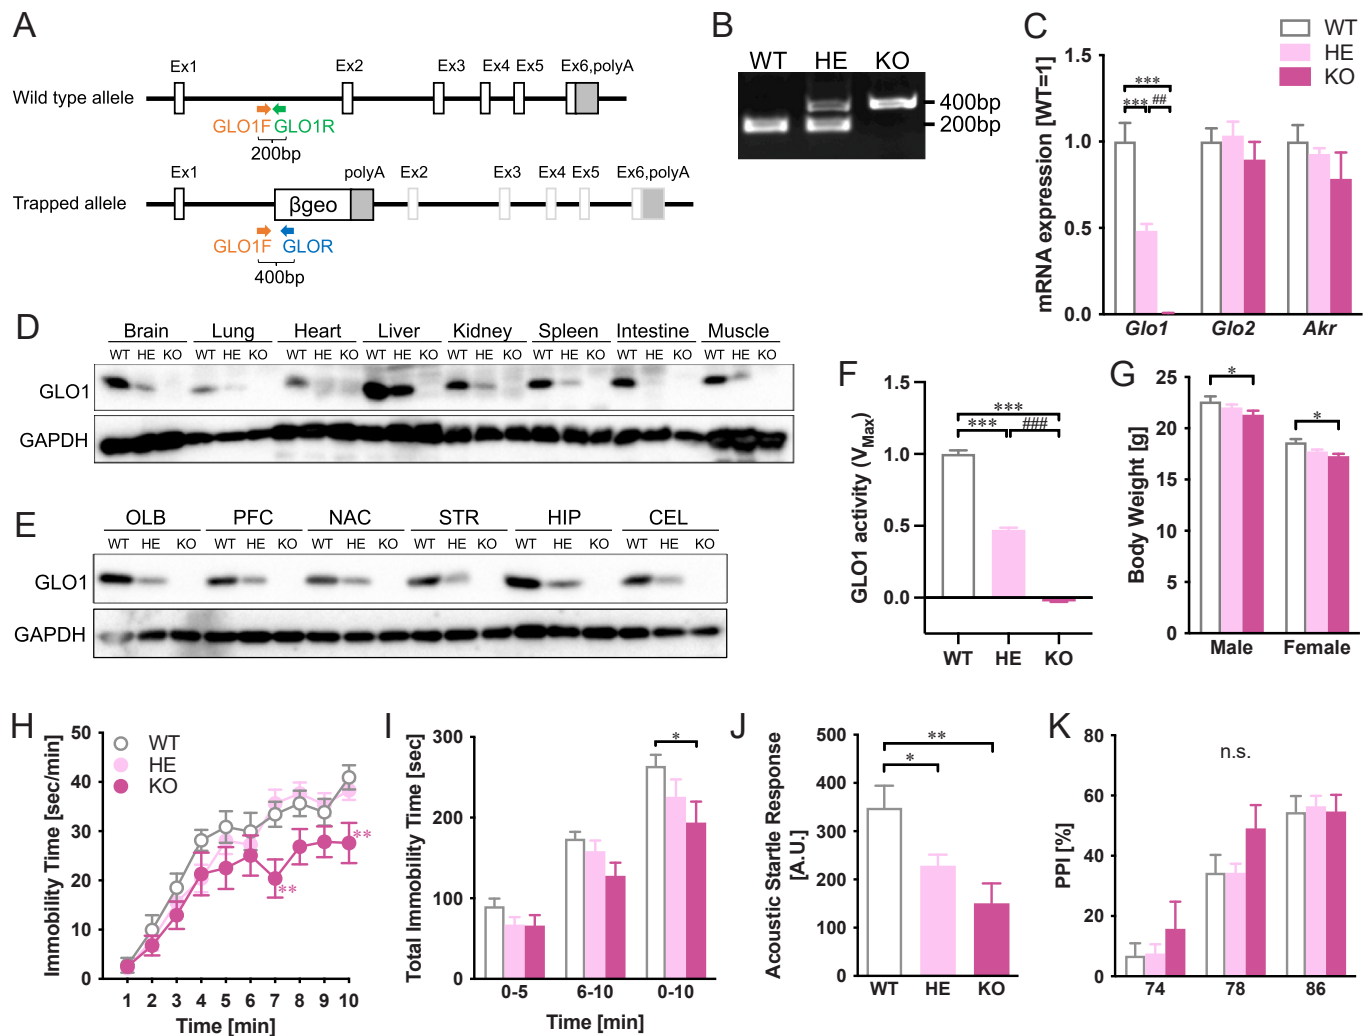 A
Ex1 Ex2 Ex3 Ex4 Ex5 Ex6,polyA
Wild type allele
GLO1F GLO1R
200bp
Ex1 polyA Ex2 Ex3 Ex4 Ex5 Ex6,polyA
Trapped allele
βgeo
GLO1F GLOR
400bp
B
WT HE KO
400bp
200bp
C
WT
HE
KO
mRNA expression [WT=1]
1.5
1.0
0.5
0.0
***
*** ##
Glo1 Glo2 Akr
D
Brain Lung Heart Liver Kidney Spleen Intestine Muscle
WT HE KO WT HE KO WT HE KO WT HE KO WT HE KO WT HE KO WT HE KO WT HE KO
GLO1
GAPDH
E
OLB PFC NAC STR HIP CEL
WT HE KO WT HE KO WT HE KO WT HE KO WT HE KO WT HE KO
GLO1
GAPDH
F
GLO1 activity (VMax)
1.5
1.0
0.5
0.0
***
*** ###
WT HE KO
G
Body Weight [g]
25
20
15
10
5
0
*
*
Male Female
H
Immobility Time [sec/min]
50
40
30
20
10
0
WT
HE
KO
**
**
1 2 3 4 5 6 7 8 9 10
Time [min]
I
Total Immobility Time [sec]
300
200
100
0
*
0-5 6-10 0-10
Time [min]
J
Acoustic Startle Response
[A.U.]
500
400
300
200
100
0
**
*
WT HE KO
K
PPI [%]
80
60
40
20
0
n.s.
74 78 86